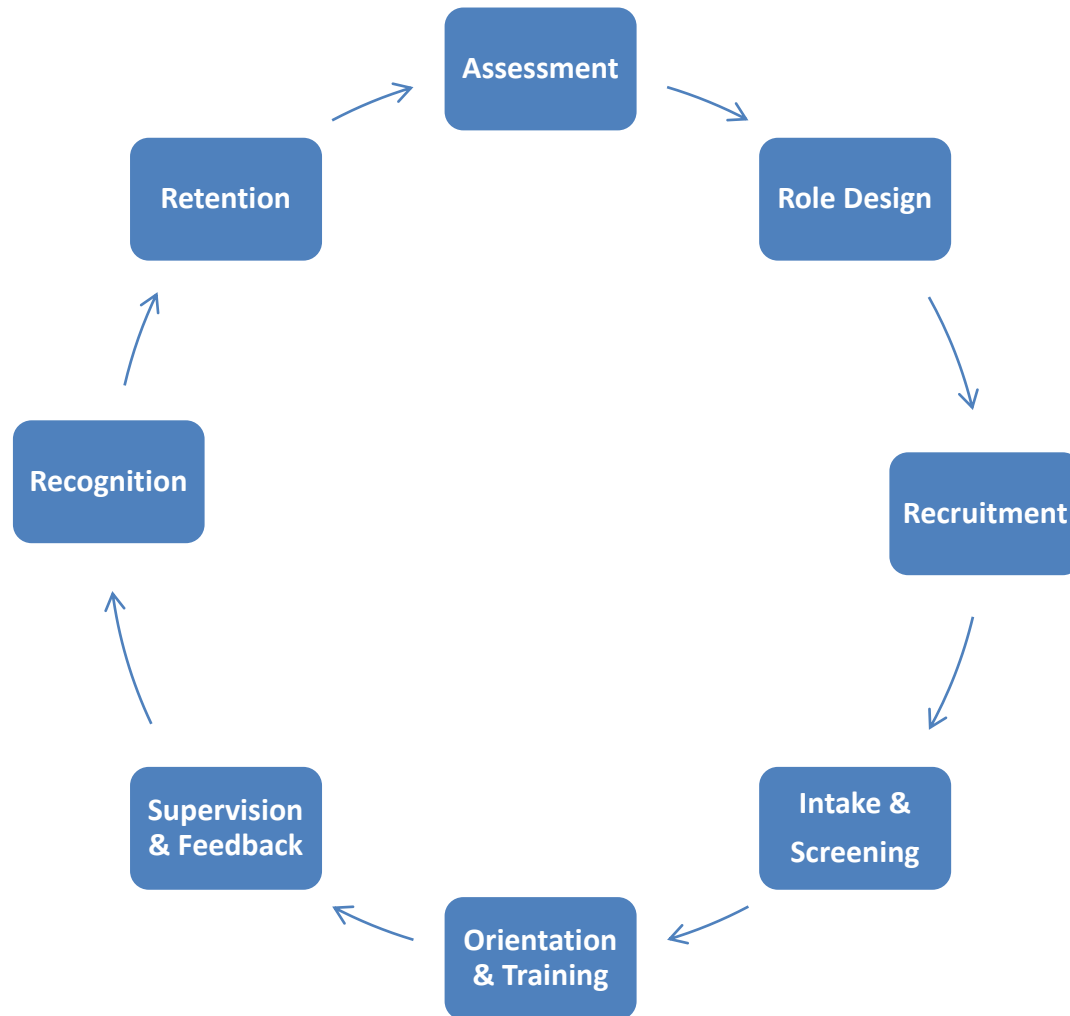 Assessment
Role Design
Recruitment
Intake &
Screening
Orientation
& Training
Supervision
& Feedback
Recognition
Retention